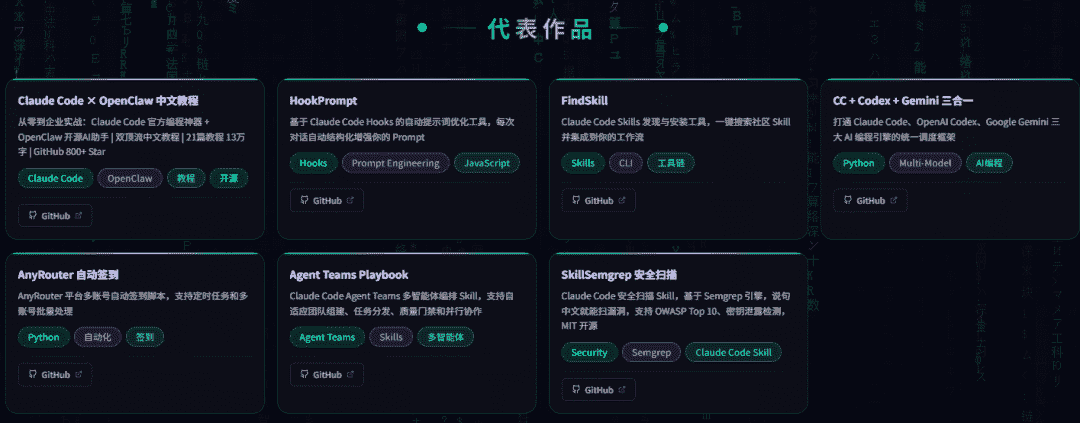 代表作品
Claude Code × OpenClaw 中文教程
从零到企业实战：Claude Code 官方编程神器 +
OpenClaw 开源AI助手 | 双顶流中文教程 | 21篇教程 13万
字 | GitHub 800+ Star
Claude Code OpenClaw 教程 开源
GitHub
HookPrompt
基于 Claude Code Hooks 的自动提示词优化工具，每次
对话自动结构化增强你的 Prompt
Hooks Prompt Engineering JavaScript
GitHub
FindSkill
Claude Code Skills 发现与安装工具，一键搜索社区 Skill
并集成到你的工作流
Skills CLI 工具链
GitHub
CC + Codex + Gemini 三合一
打通 Claude Code、OpenAI Codex、Google Gemini 三
大 AI 编程引擎的统一调度框架
Python Multi-Model AI编程
GitHub
AnyRouter 自动签到
AnyRouter 平台多账号自动签到脚本，支持定时任务和多
账号批量处理
Python 自动化 签到
GitHub
Agent Teams Playbook
Claude Code Agent Teams 多智能体编排 Skill，支持自
适应团队组建、任务分发、质量门禁和并行协作
Agent Teams Skills 多智能体
GitHub
SkillSemgrep 安全扫描
Claude Code 安全扫描 Skill，基于 Semgrep 引擎，说句
中文就能扫漏洞，支持 OWASP Top 10、密钥泄露检测，
MIT 开源
Security Semgrep Claude Code Skill
GitHub